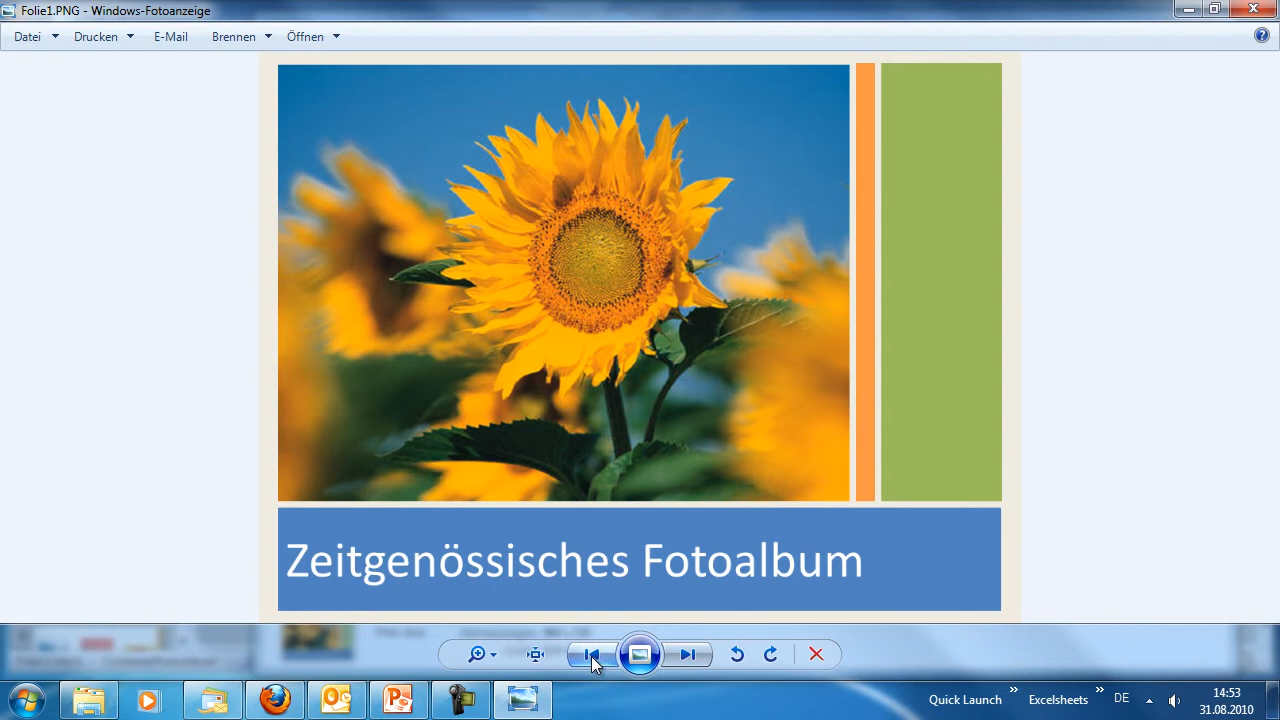 Folie1.PNG - Windows-Fotoanzeige
Datei Drucken E-Mail Brennen Öffnen
Zeitgenössisches Fotoalbum
Quick Launch » Excelsheets » DE
14:53
31.08.2010